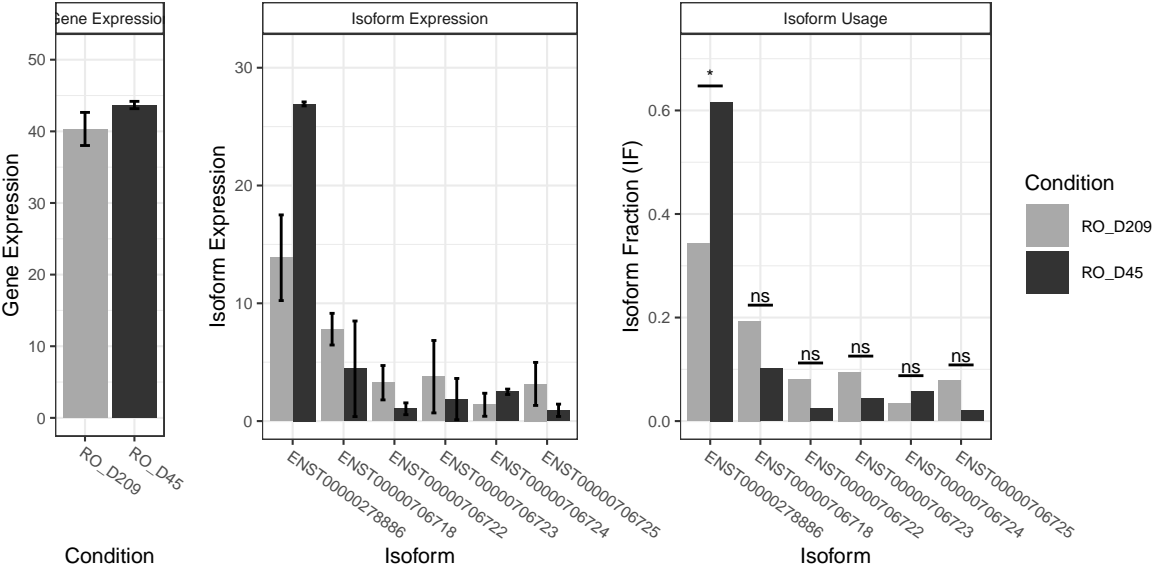 Gene Expression
Isoform Expression
Isoform Usage
Gene Expression
50
40
30
20
10
0
RO_D209
RO_D45
Condition
Isoform Expression
30
20
10
0
ENST00000278886
ENST00000706718
ENST00000706722
ENST00000706723
ENST00000706724
ENST00000706725
Isoform
Isoform Fraction (IF)
0.6
0.4
0.2
0.0
*
ns
ns
ns
ns
ns
ENST00000278886
ENST00000706718
ENST00000706722
ENST00000706723
ENST00000706724
ENST00000706725
Isoform
Condition
RO_D209
RO_D45